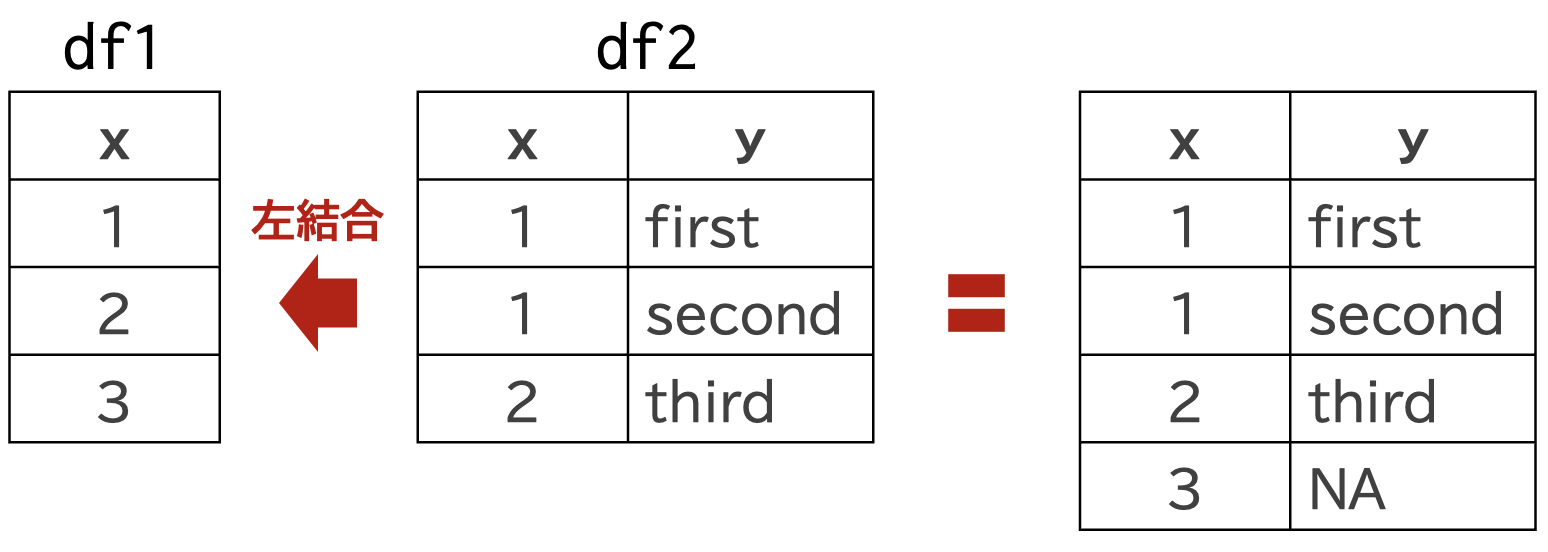 df1
x
1
2
3
左結合
df2
x y
1 first
1 second
2 third
=
x y
1 first
1 second
2 third
3 NA